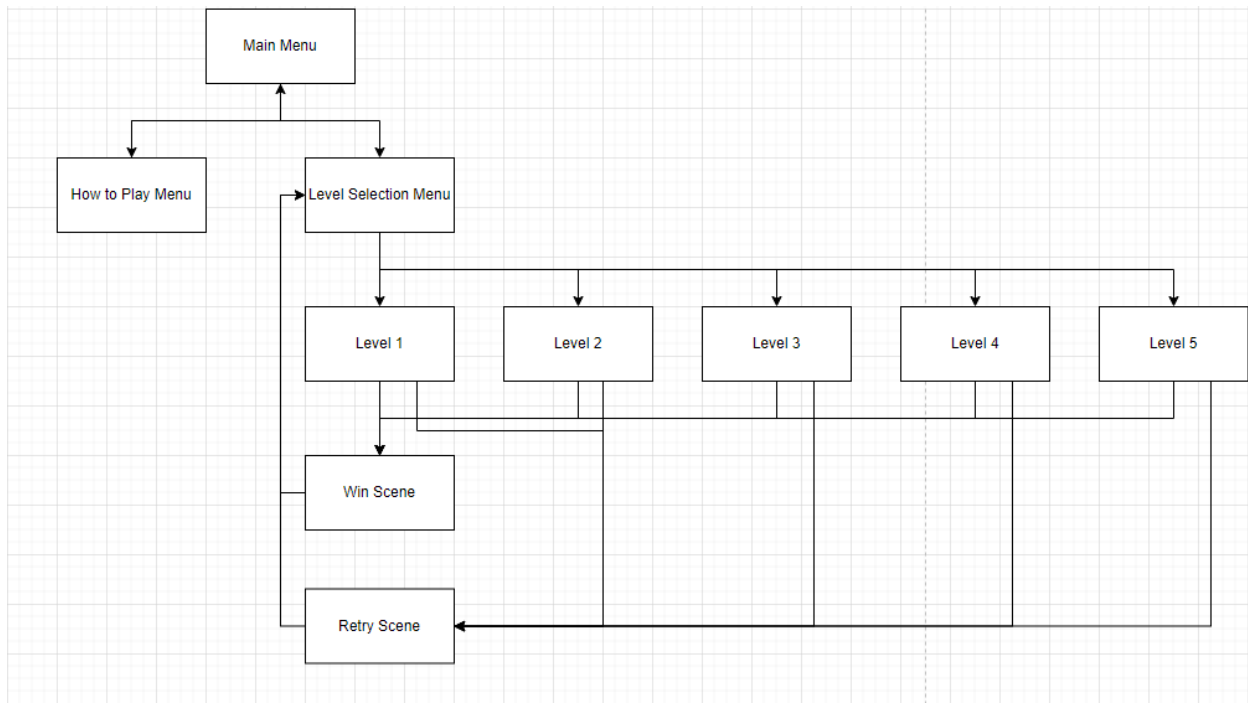 Main Menu
How to Play Menu
Level Selection Menu
Level 1
Level 2
Level 3
Level 4
Level 5
Win Scene
Retry Scene